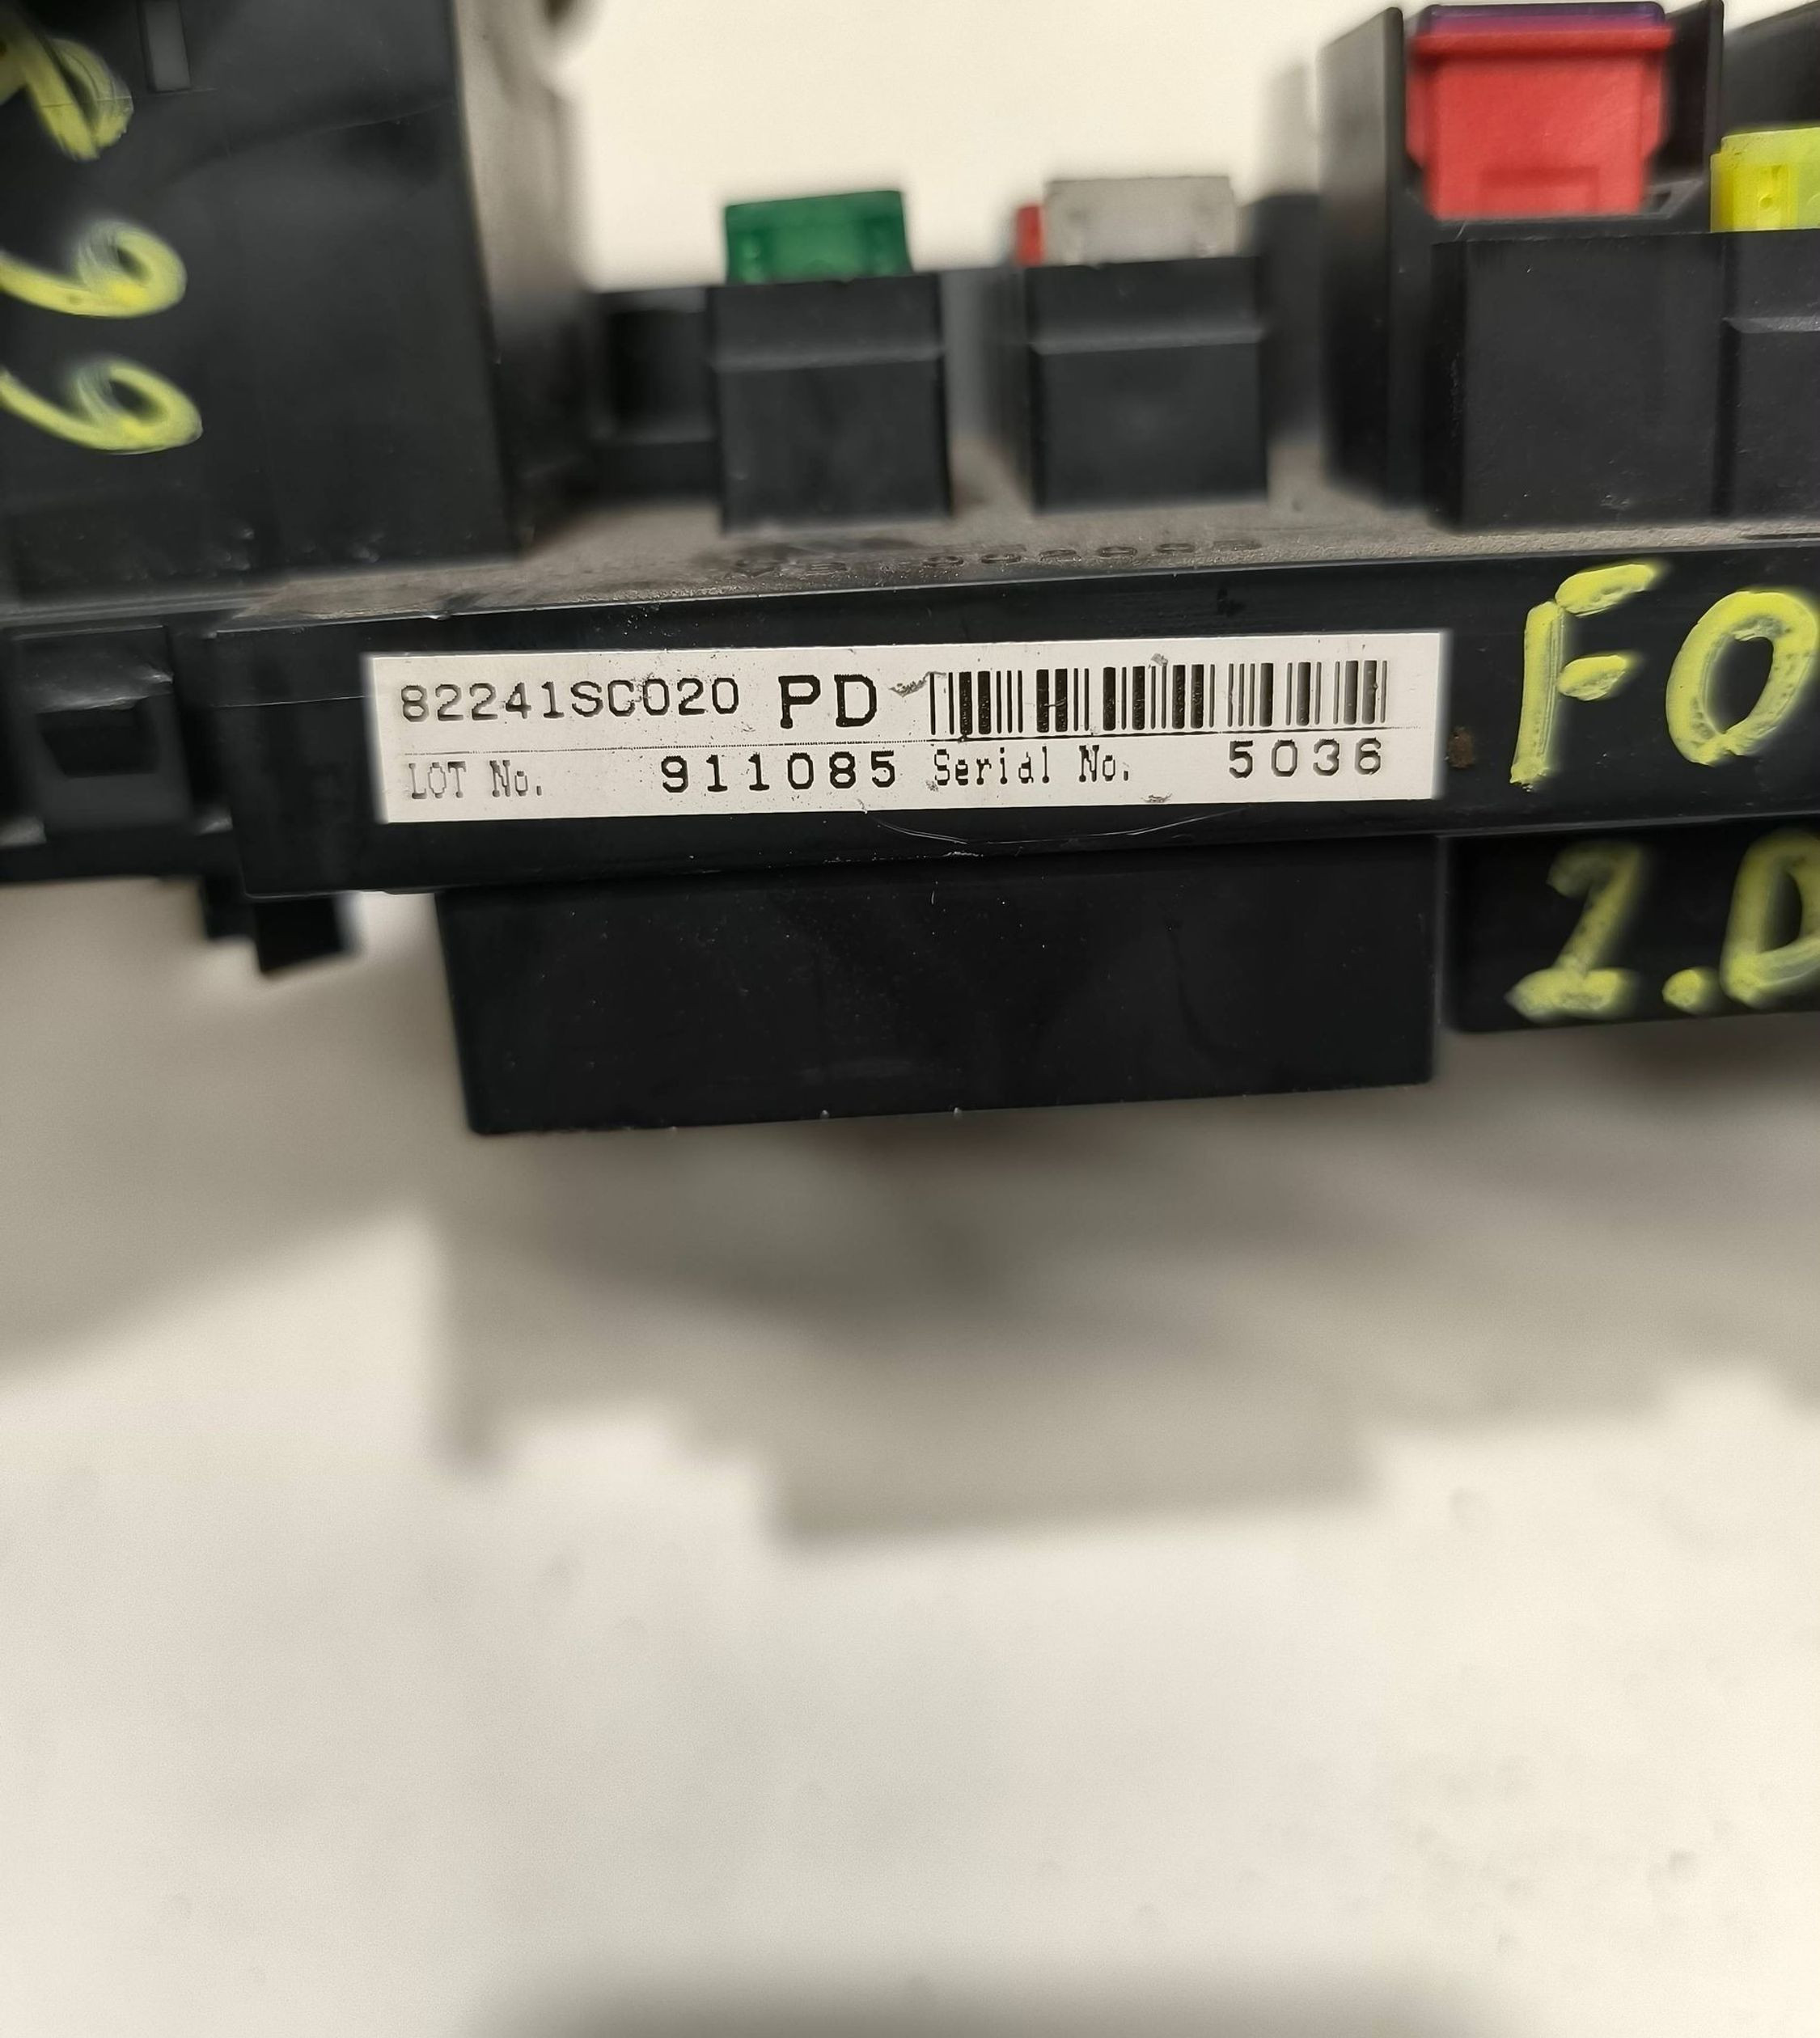 82241SC020 PD
LOT No. 911085 Serial No. 5036
FO
2.0